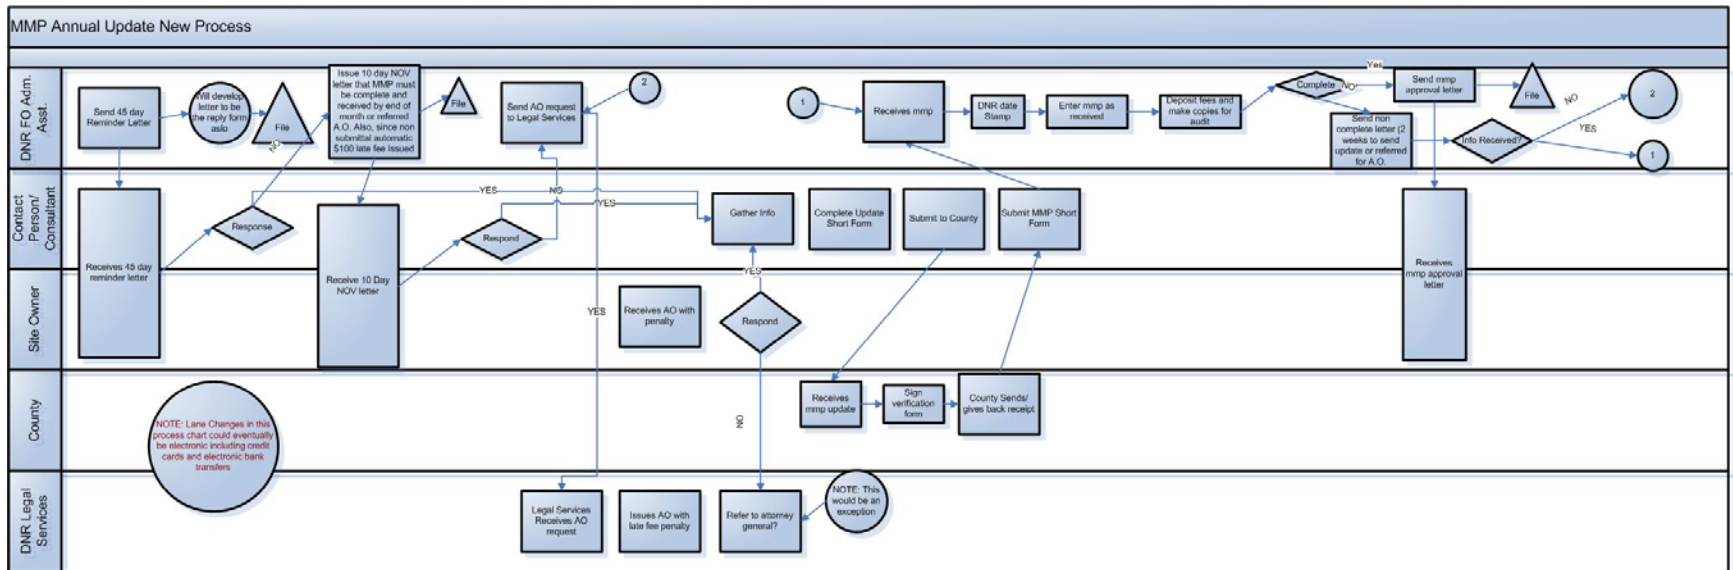 MMP Annual Update New Process
DNR FO Adm.
Asst.
Send 45 day
Reminder Letter
Will develop
letter to be
the reply form
aslo
File
NO
Issue 10 day NOV
letter that MMP must
be complete and
received by end of
month or referred
A.O. Also, since non
submittal automatic
$100 late fee issued
File
Send AO request
to Legal Services
2
1
Receives mmp
DNR date
Stamp
Enter mmp as
received
Deposit fees and
make copies for
audit
Complete
Yes
NO
Send mmp
approval letter
File
Send non
complete letter (2
weeks to send
update or referred
for A.O.
Info Received?
NO
YES
2
1
Contact
Person/
Consultant
Receives 45 day
reminder letter
Response
Receive 10 Day
NOV letter
Respond
YES
NO
YES
Gather Info
Complete Update
Short Form
Submit to County
Submit MMP Short
Form
Receives
mmp approval
letter
Site Owner
YES
Receives AO with
penalty
YES
Respond
NO
County
NOTE: Lane Changes in this
process chart could eventually
be electronic including credit
cards and electronic bank
transfers
Receives
mmp update
Sign
verification
form
County Sends/
gives back receipt
DNR Legal
Services
Legal Services
Receives AO
request
Issues AO with
late fee penalty
Refer to attorney
general?
NOTE: This
would be an
exception